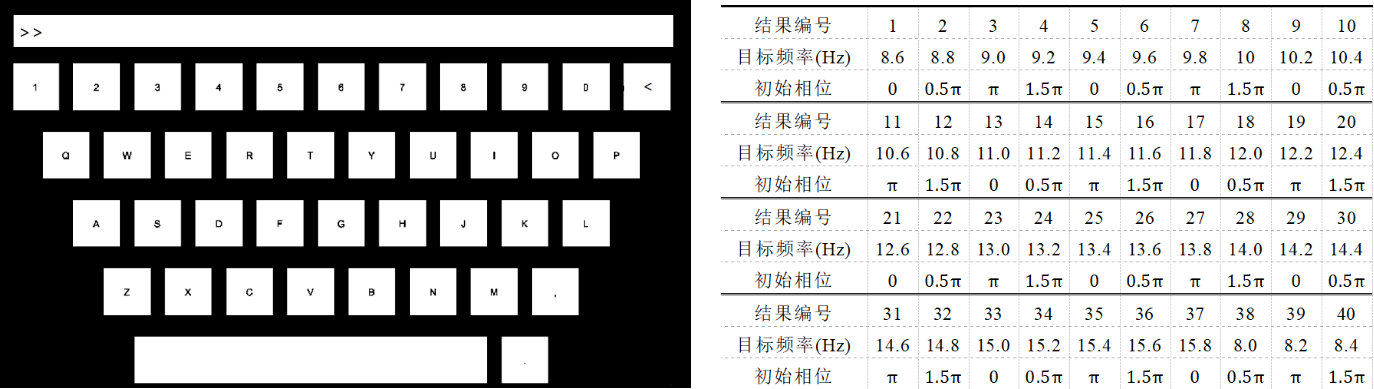 >>
1 2 3 4 5 6 7 8 9 0 <
Q W E R T Y U I O P
A S D F G H J K L
Z X C V B N M ,
.
结果编号 1 2 3 4 5 6 7 8 9 10
目标频率(Hz) 8.6 8.8 9.0 9.2 9.4 9.6 9.8 10 10.2 10.4
初始相位 0 0.5π π 1.5π 0 0.5π π 1.5π 0 0.5π
结果编号 11 12 13 14 15 16 17 18 19 20
目标频率(Hz) 10.6 10.8 11.0 11.2 11.4 11.6 11.8 12.0 12.2 12.4
初始相位 π 1.5π 0 0.5π π 1.5π 0 0.5π π 1.5π
结果编号 21 22 23 24 25 26 27 28 29 30
目标频率(Hz) 12.6 12.8 13.0 13.2 13.4 13.6 13.8 14.0 14.2 14.4
初始相位 0 0.5π π 1.5π 0 0.5π π 1.5π 0 0.5π
结果编号 31 32 33 34 35 36 37 38 39 40
目标频率(Hz) 14.6 14.8 15.0 15.2 15.4 15.6 15.8 8.0 8.2 8.4
初始相位 π 1.5π 0 0.5π π 1.5π 0 0.5π π 1.5π